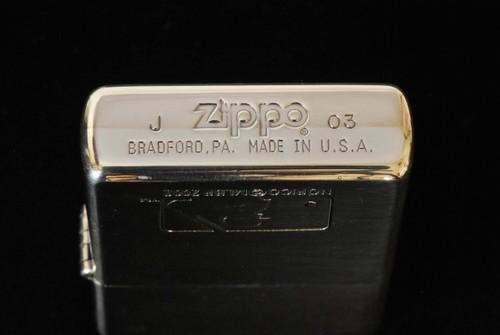 J zippo® 03
BRADFORD, PA. MADE IN U.S.A.